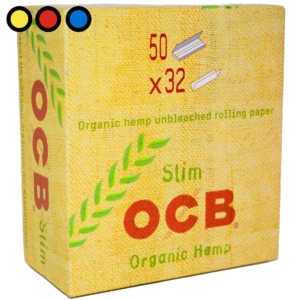 50
x32
Organic hemp unbleached rolling paper
Slim
OCB®
Organic Hemp
Slim
OCB